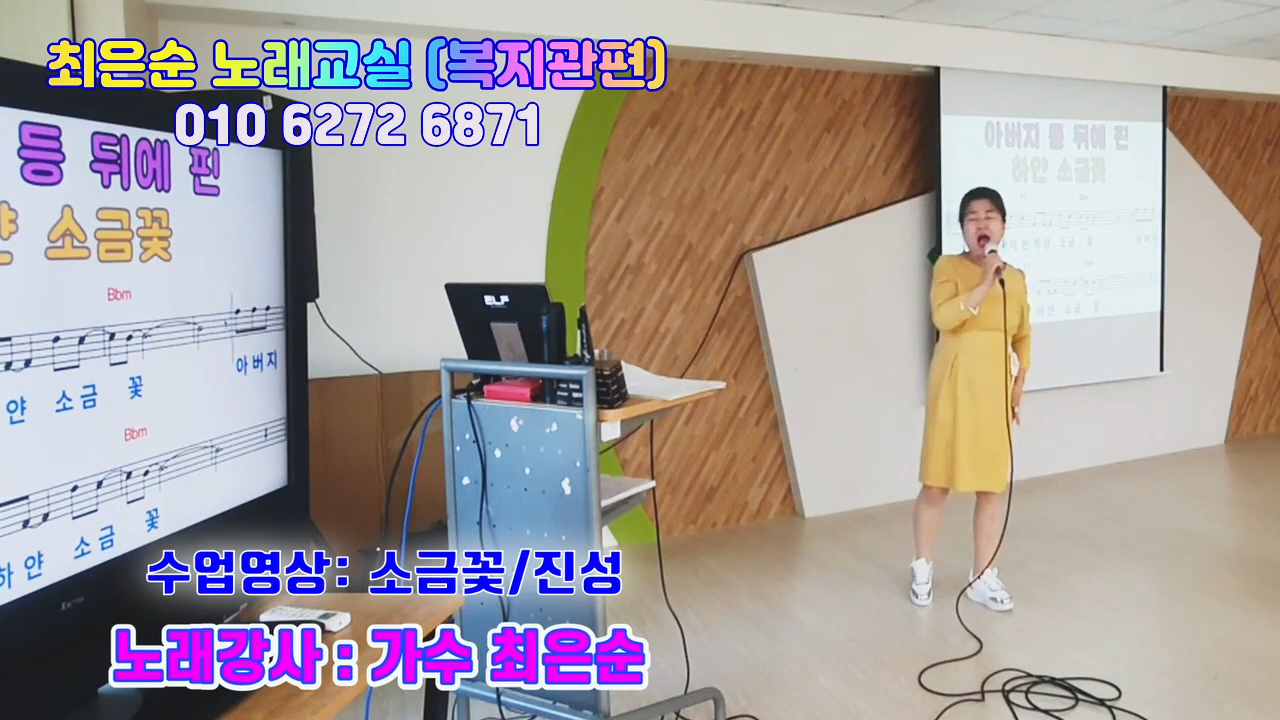 최은순 노래교실 (복지관편)
010 6272 6871
등 뒤에 핀
얀 소금꽃
Bbm
아버지
얀 소금 꽃
Bbm
하얀 소금 꽃
ELF
아버지 등 뒤에 핀
하얀 소금꽃
수업영상: 소금꽃/진성
노래강사 : 가수 최은순